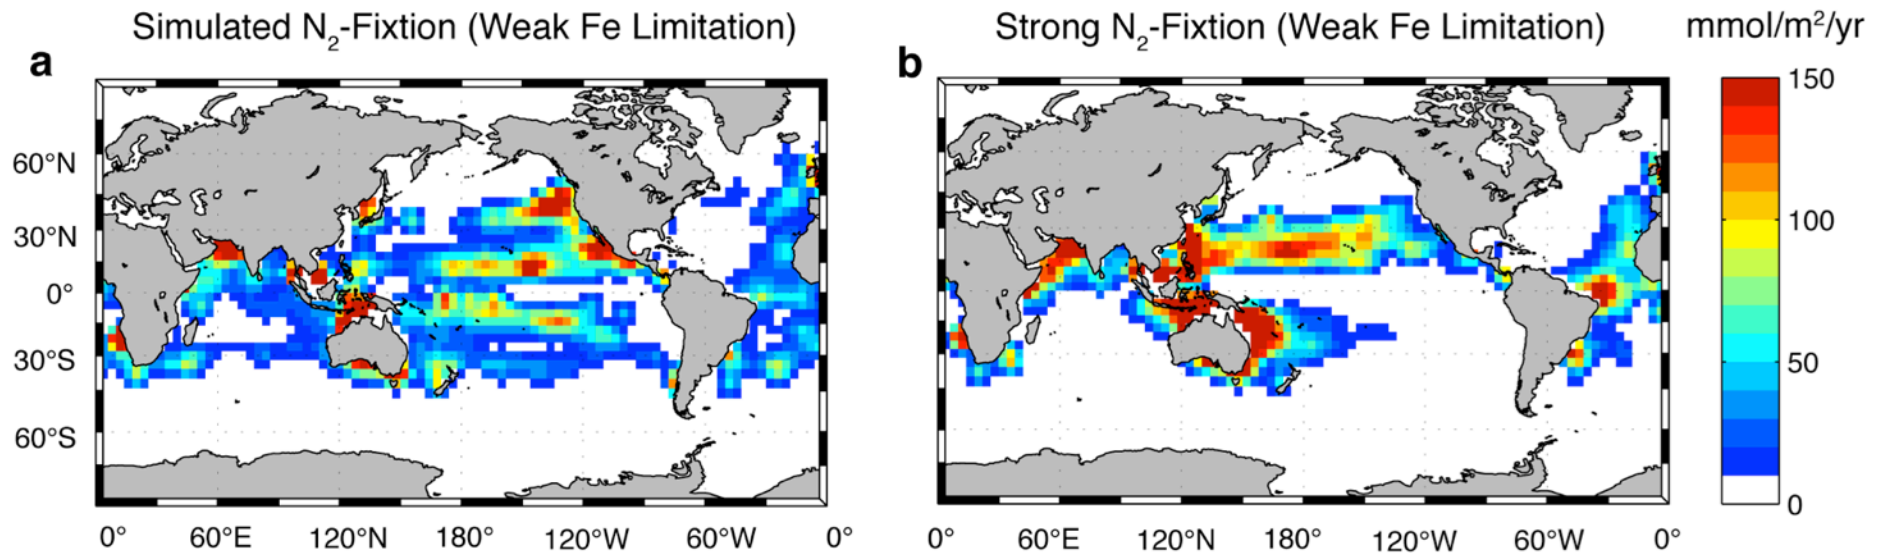 Simulated N₂-Fixtion (Weak Fe Limitation)
Strong N₂-Fixtion (Weak Fe Limitation)
mmol/m²/yr
a
b
150
100
50
0
60°N
30°N
0°
30°S
60°S
0°
60°E
120°N
180°
120°W
60°W
0°
0°
60°E
120°N
180°
120°W
60°W
0°